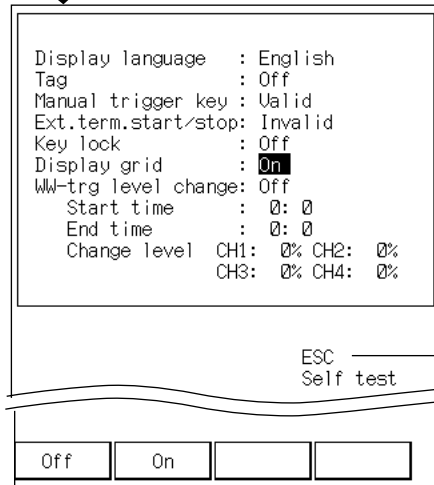 Display language : English
Tag : Off
Manual trigger key : Valid
Ext.term.start/stop: Invalid
Key lock : Off
Display grid : On
WW-trg level change: Off
Start time : 0: 0
End time : 0: 0
Change level CH1: 0% CH2: 0%
CH3: 0% CH4: 0%
ESC
Self test
Off On